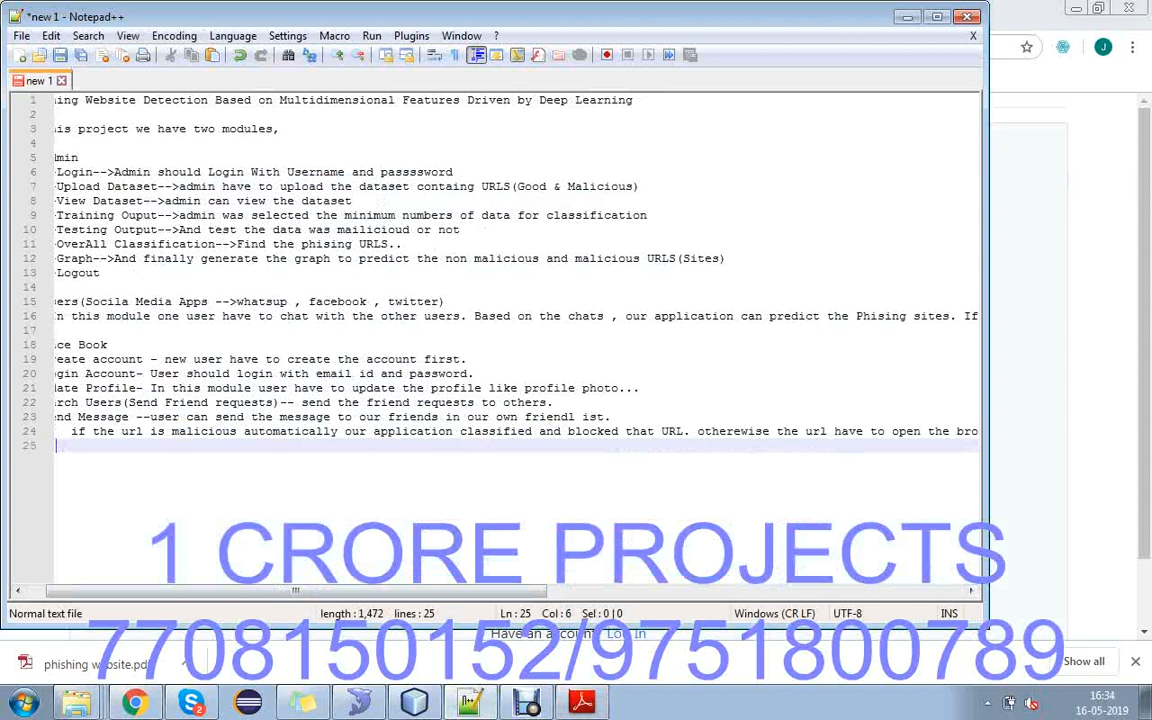 *new 1 - Notepad++
File Edit Search View Encoding Language Settings Macro Run Plugins Window ? X
new 1
1 ing Website Detection Based on Multidimensional Features Driven by Deep Learning
2
3 is project we have two modules,
4
5 min
6 Login-->Admin should Login With Username and passssword
7 Upload Dataset-->admin have to upload the dataset containg URLS(Good & Malicious)
8 View Dataset-->admin can view the dataset
9 Training Ouput-->admin was selected the minimum numbers of data for classification
10 Testing Output-->And test the data was mailicioud or not
11 OverAll Classification-->Find the phising URLS..
12 Graph-->And finally generate the graph to predict the non malicious and malicious URLS(Sites)
13 Logout
14
15 sers(Socila Media Apps -->whatsup , facebook , twitter)
16 In this module one user have to chat with the other users. Based on the chats , our application can predict the Phising sites. If
17
18 ce Book
19 reate account - new user have to create the account first.
20 gin Account- User should login with email id and password.
21 date Profile- In this module user have to update the profile like profile photo...
22 arch Users(Send Friend requests)-- send the friend requests to others.
23 end Message --user can send the message to our friends in our own friendl ist.
24 if the url is malicious automatically our application classified and blocked that URL. otherewise the url have to open the bro
25
1 CRORE PROJECTS
Normal text file length : 1,472 lines : 25 Ln : 25 Col : 6 Sel : 0 | 0 Windows (CR LF) UTF-8 INS
Have an account? Log In
7708150152/9751800789
phishing website.pdf Show all
J
2
16:34
16-05-2019